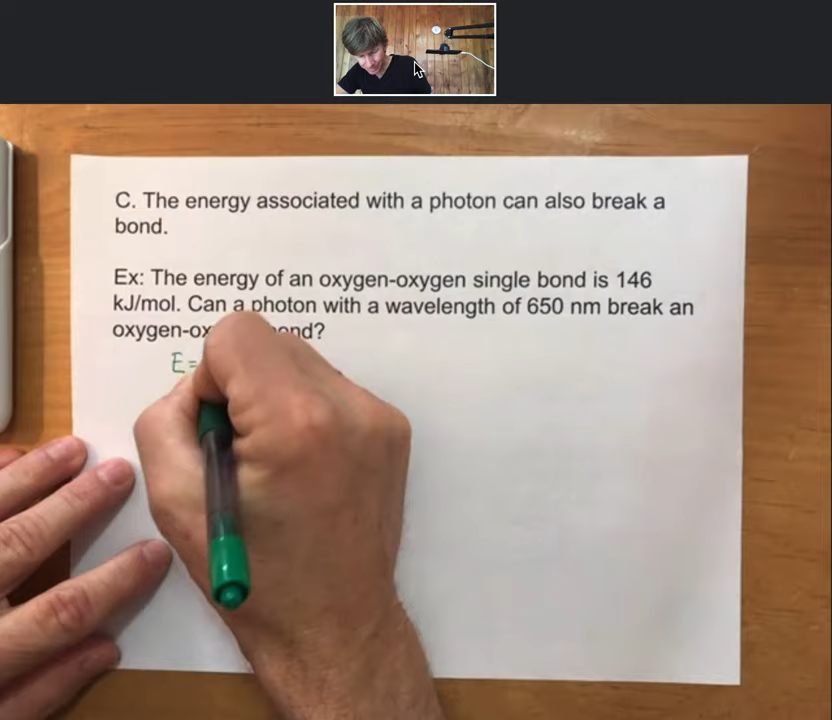 C. The energy associated with a photon can also break a
bond.
Ex: The energy of an oxygen-oxygen single bond is 146
kJ/mol. Can a photon with a wavelength of 650 nm break an
oxygen-ox ond?
E=